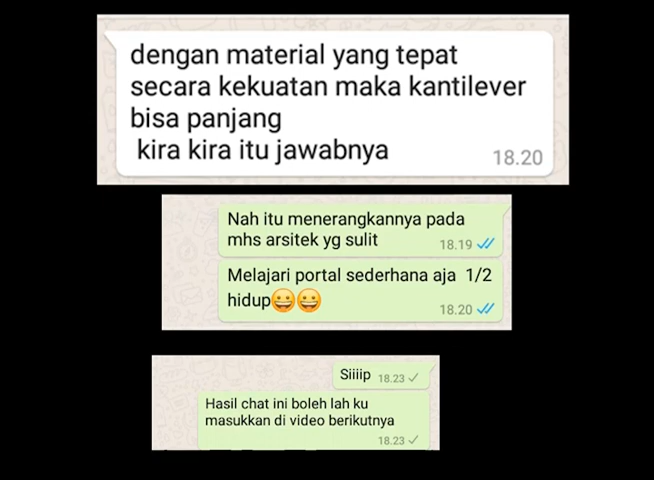 dengan material yang tepat
secara kekuatan maka kantilever
bisa panjang
kira kira itu jawabnya
18.20
Nah itu menerangkannya pada
mhs arsitek yg sulit
18.19
Melajari portal sederhana aja 1/2
hidup😀😀
18.20
Siiiip 18.23
Hasil chat ini boleh lah ku
masukkan di video berikutnya
18.23